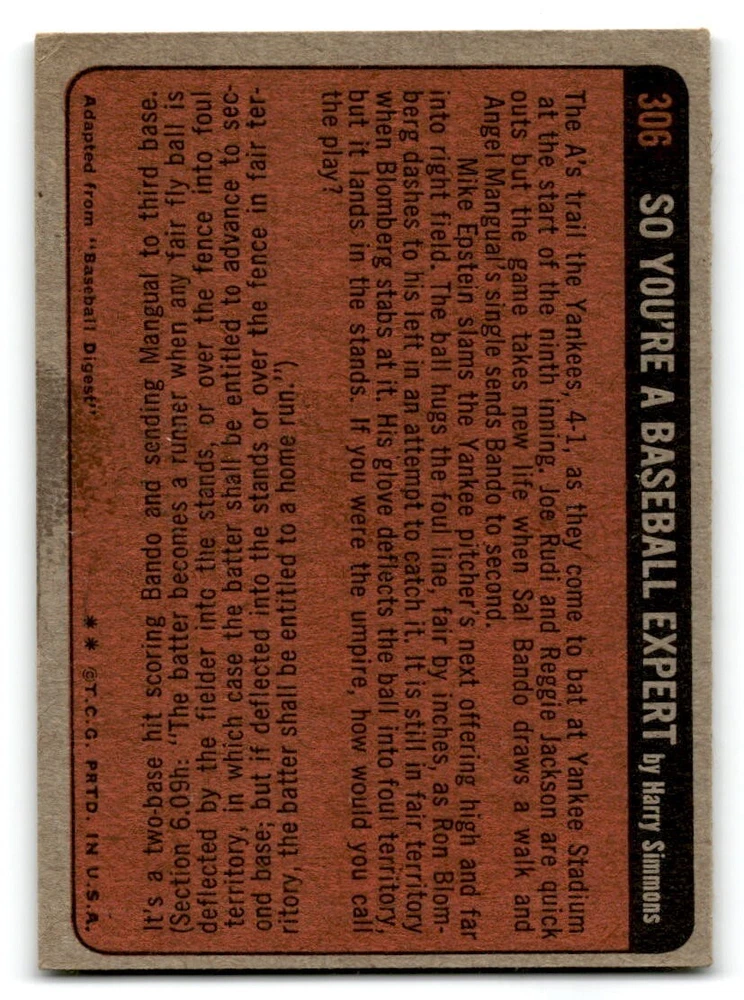 306 SO YOU'RE A BASEBALL EXPERT by Harry Simmons
The A's trail the Yankees, 4-1, as they come to bat at Yankee Stadium
at the start of the ninth inning. Joe Rudi and Reggie Jackson are quick
outs but the game takes new life when Sal Bando draws a walk and
Angel Mangual's single sends Bando to second.
Mike Epstein slams the Yankee pitcher's next offering high and far
into right field. The ball hugs the foul line, fair by inches, as Ron Blom-
berg dashes to his left in an attempt to catch it. It is still in fair territory
when Blomberg stabs at it. His glove deflects the ball into foul territory,
but it lands in the stands. If you were the umpire, how would you call
the play?
It's a two-base hit scoring Bando and sending Mangual to third base.
(Section 6.09h: "The batter becomes a runner when any fair fly ball is
deflected by the fielder into the stands, or over the fence into foul
territory, in which case the batter shall be entitled to advance to sec-
ond base; but if deflected into the stands or over the fence in fair ter-
ritory, the batter shall be entitled to a home run.")
Adapted from "Baseball Digest" ** ©T.C.G. PRTD. IN U.S.A.